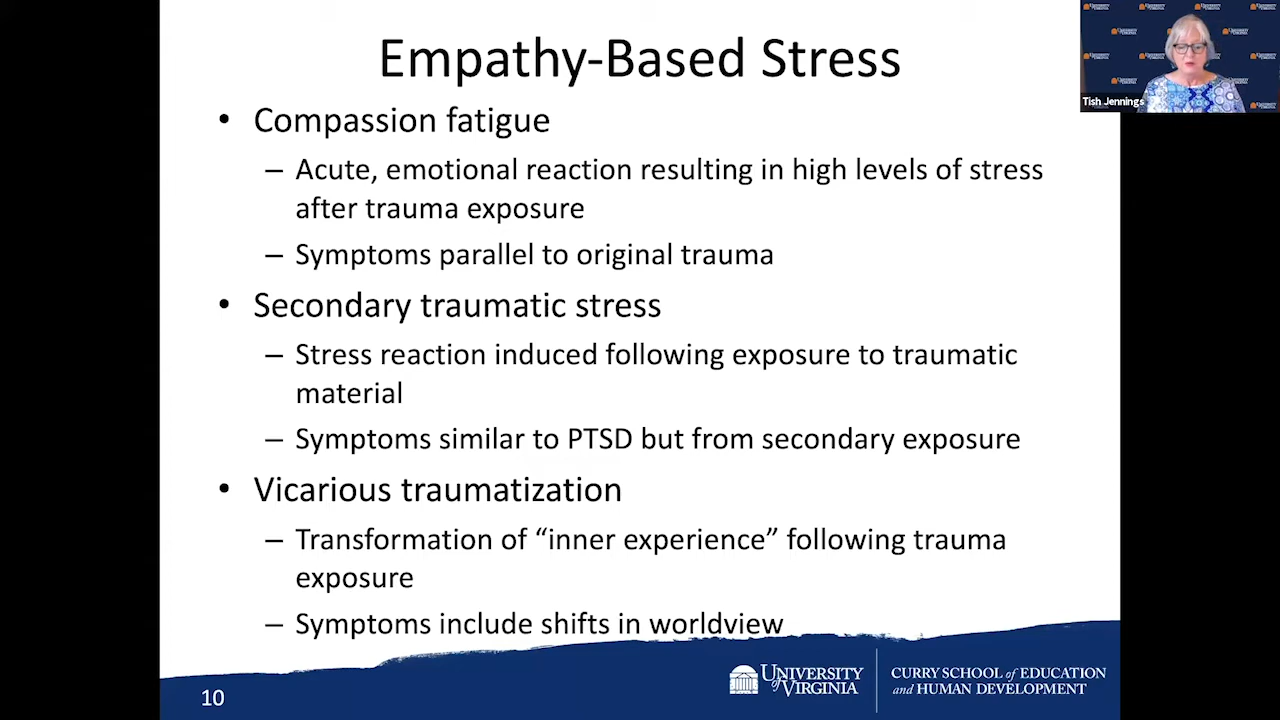 Empathy-Based Stress
• Compassion fatigue
– Acute, emotional reaction resulting in high levels of stress
after trauma exposure
– Symptoms parallel to original trauma
• Secondary traumatic stress
– Stress reaction induced following exposure to traumatic
material
– Symptoms similar to PTSD but from secondary exposure
• Vicarious traumatization
– Transformation of “inner experience” following trauma
exposure
– Symptoms include shifts in worldview
10
UNIVERSITY
of VIRGINIA
CURRY SCHOOL of EDUCATION
and HUMAN DEVELOPMENT
Tish Jennings